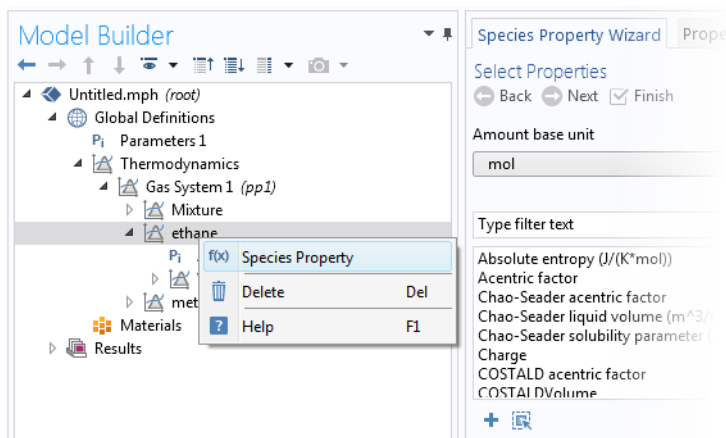 Model Builder
Untitled.mph (root)
Global Definitions
Pi Parameters 1
Thermodynamics
Gas System 1 (pp1)
Mixture
ethane
Pi
f(x) Species Property
Delete Del
met
? Help F1
Materials
Results
Species Property Wizard Prope
Select Properties
Back Next Finish
Amount base unit
mol
Type filter text
Absolute entropy (J/(K*mol))
Acentric factor
Chao-Seader acentric factor
Chao-Seader liquid volume (m^3/
Chao-Seader solubility parameter (
Charge
COSTALD acentric factor
COSTALDVolume